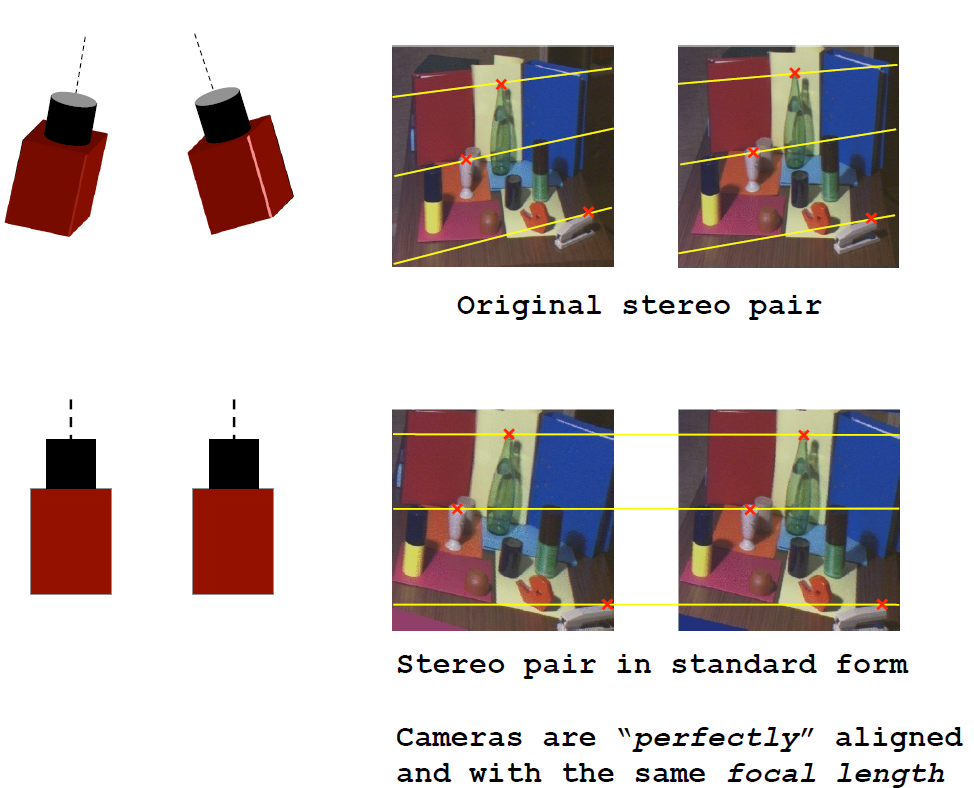 Original stereo pair
Stereo pair in standard form
Cameras are “perfectly” aligned
and with the same focal length